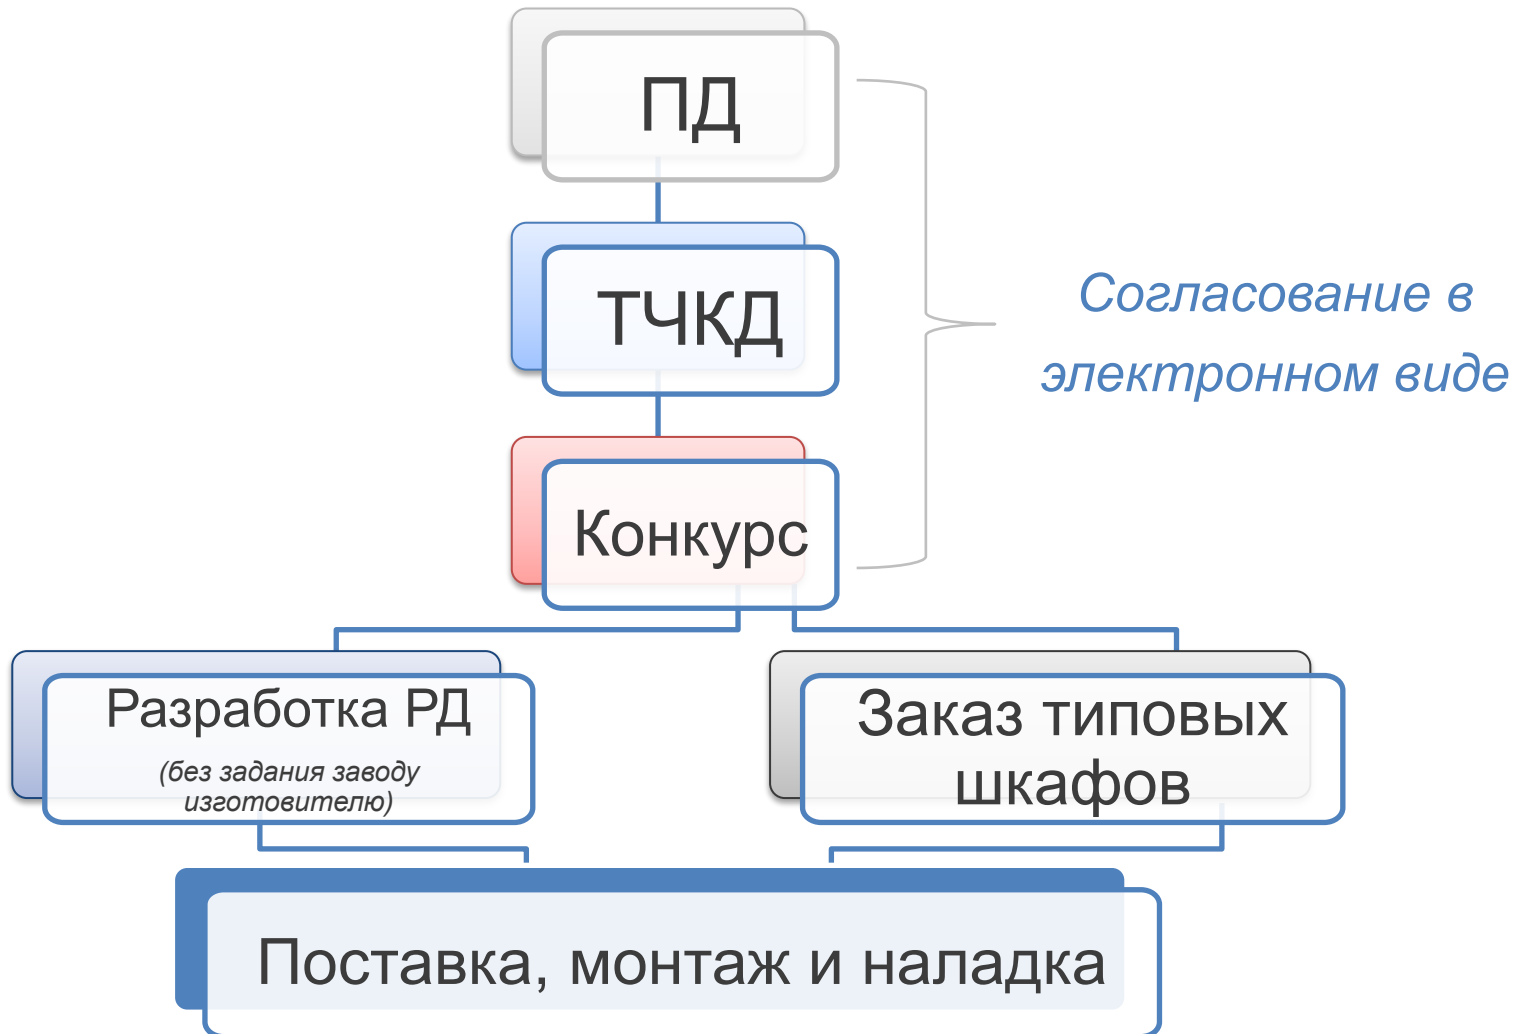 ПД
ТЧКД
Согласование в
электронном виде
Конкурс
Разработка РД
(без задания заводу
изготовителю)
Заказ типовых
шкафов
Поставка, монтаж и наладка